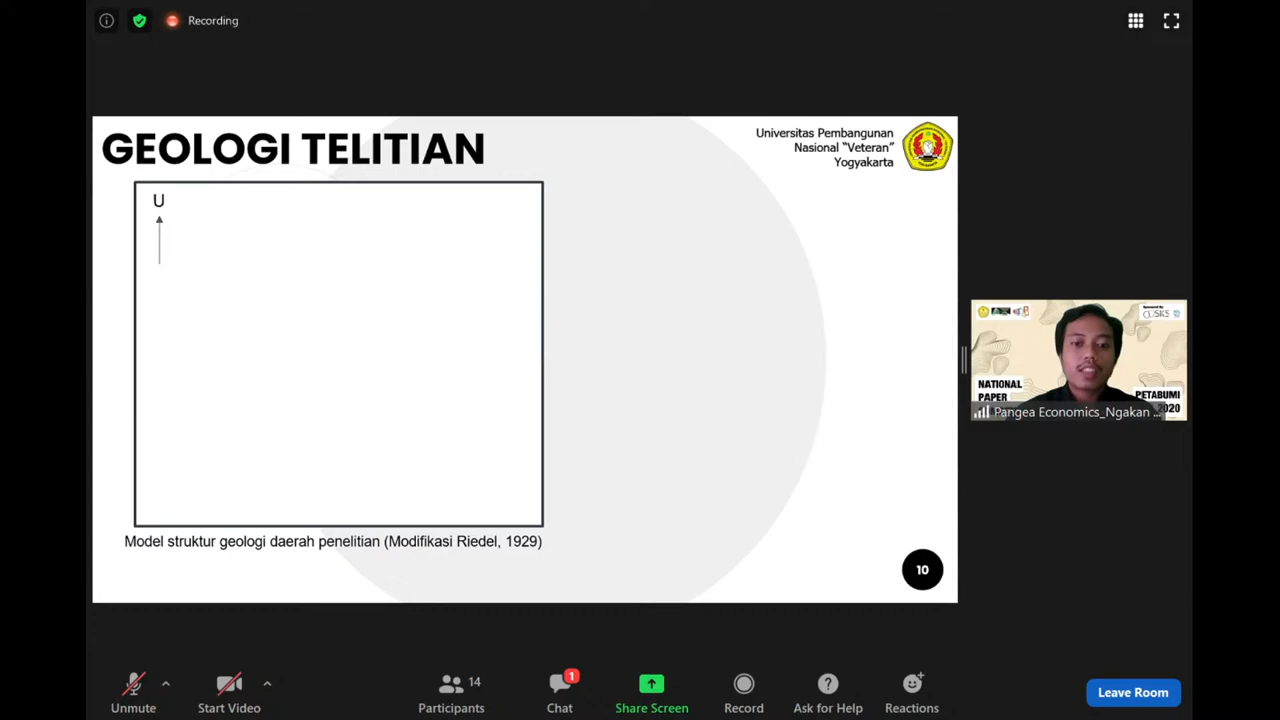 Recording
GEOLOGI TELITIAN
Universitas Pembangunan
Nasional “Veteran”
Yogyakarta
U
Model struktur geologi daerah penelitian (Modifikasi Riedel, 1929)
10
NATIONAL
PAPER
PETABUMI
2020
Pangea Economics_Ngakan ...
Unmute
Start Video
Participants
14
Chat
1
Share Screen
Record
Ask for Help
Reactions
Leave Room